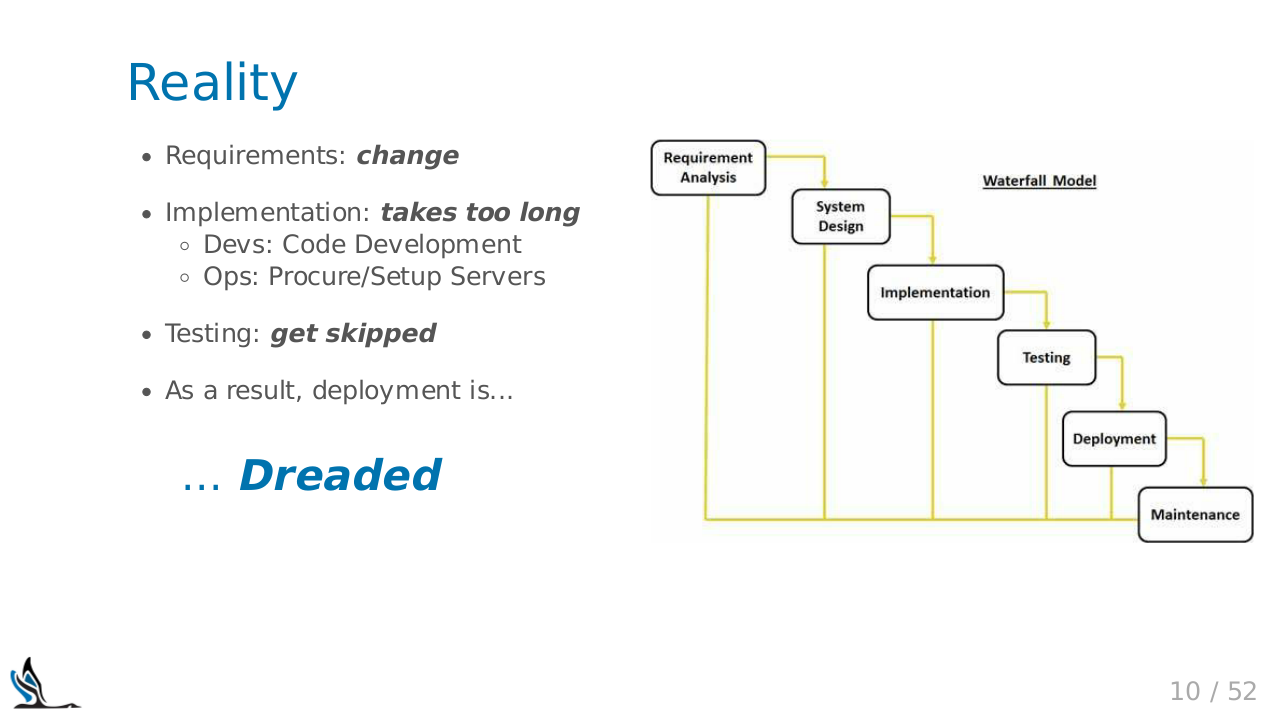 Reality
• Requirements: change
• Implementation: takes too long
◦ Devs: Code Development
◦ Ops: Procure/Setup Servers
• Testing: get skipped
• As a result, deployment is...
... Dreaded
Waterfall Model
Requirement
Analysis
System
Design
Implementation
Testing
Deployment
Maintenance
10 / 52